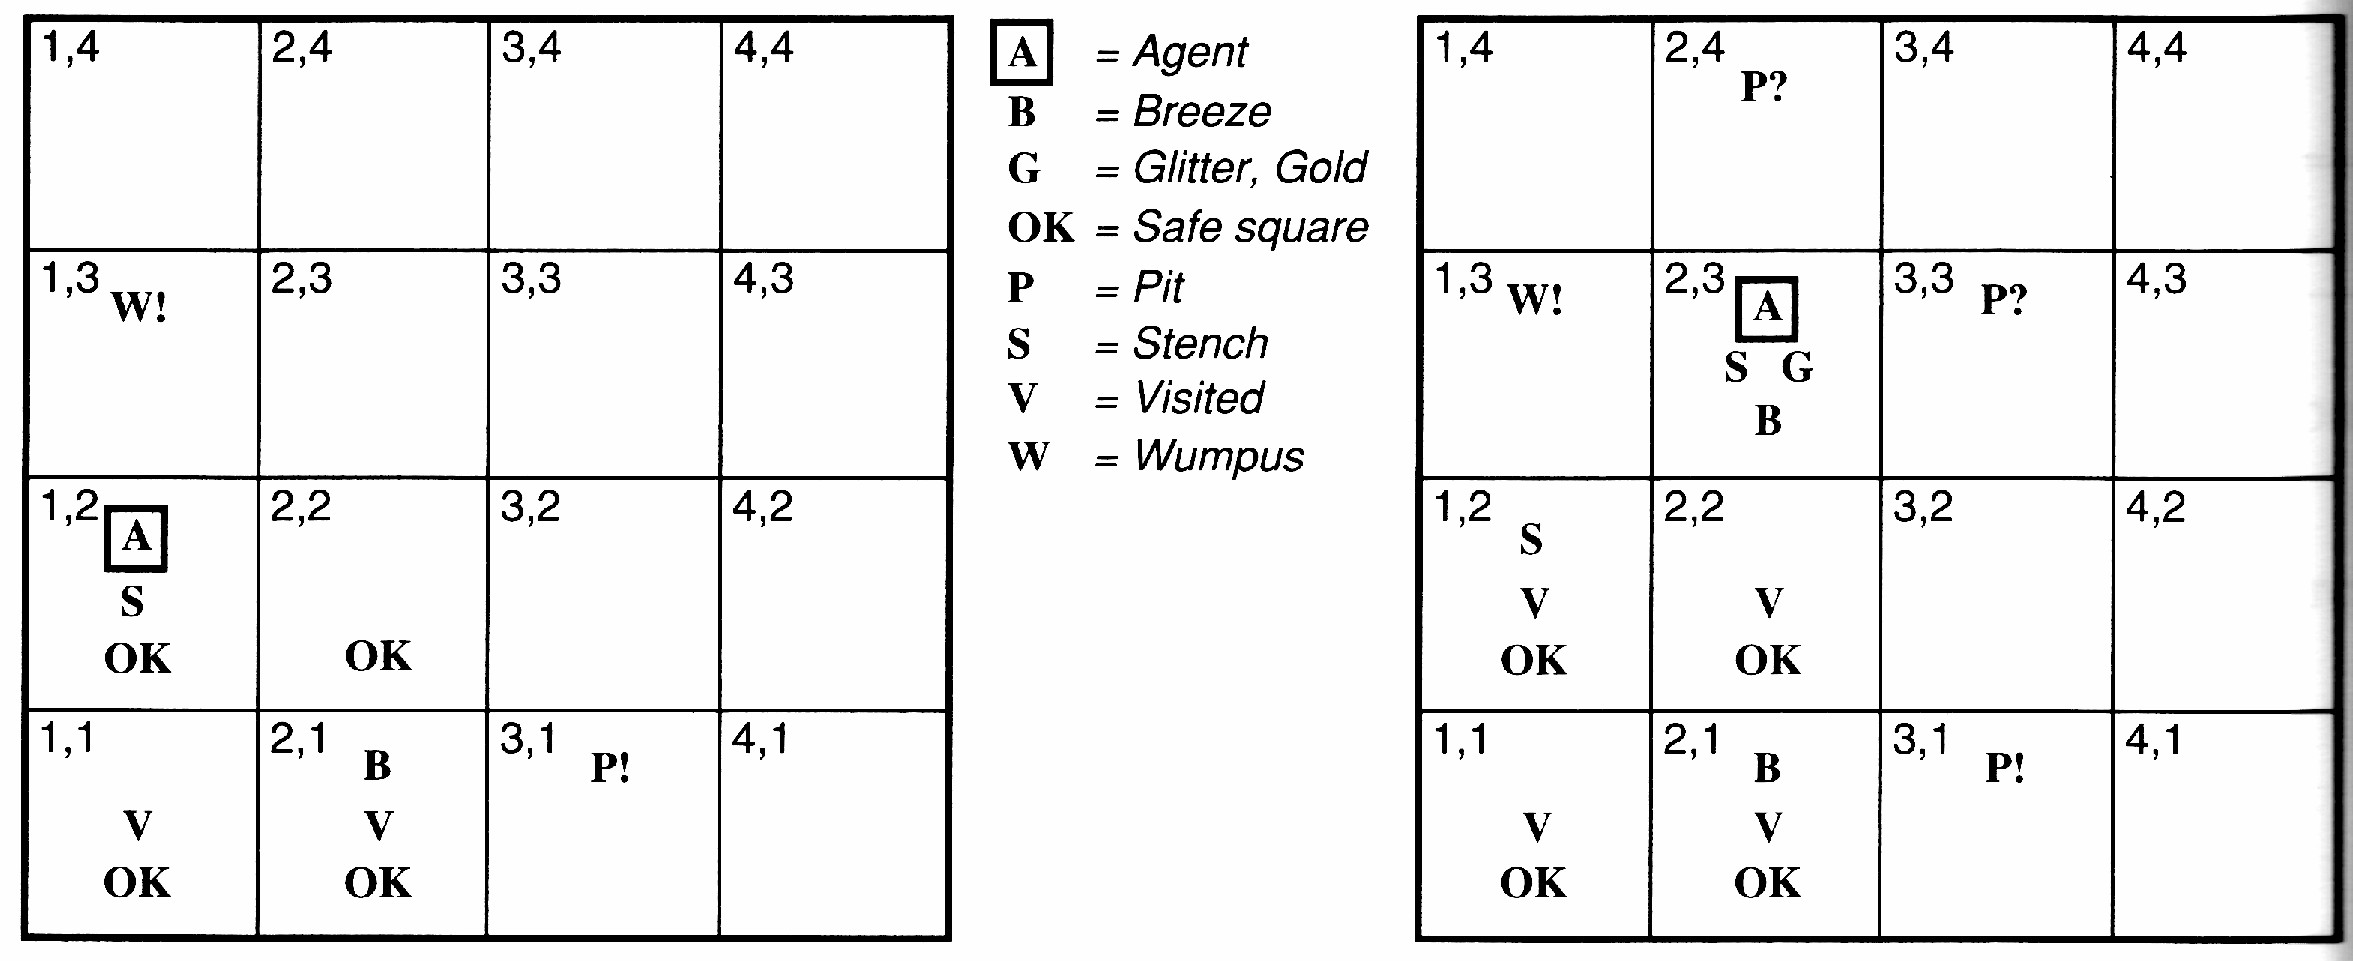 1,4 2,4 3,4 4,4
1,3 W! 2,3 3,3 4,3
1,2 A 2,2 3,2 4,2
S
OK OK
1,1 2,1 B 3,1 P! 4,1
V V
OK OK
A = Agent
B = Breeze
G = Glitter, Gold
OK = Safe square
P = Pit
S = Stench
V = Visited
W = Wumpus
1,4 2,4 P? 3,4 4,4
1,3 W! 2,3 A 3,3 P? 4,3
S G
B
1,2 S 2,2 3,2 4,2
V V
OK OK
1,1 2,1 B 3,1 P! 4,1
V V
OK OK